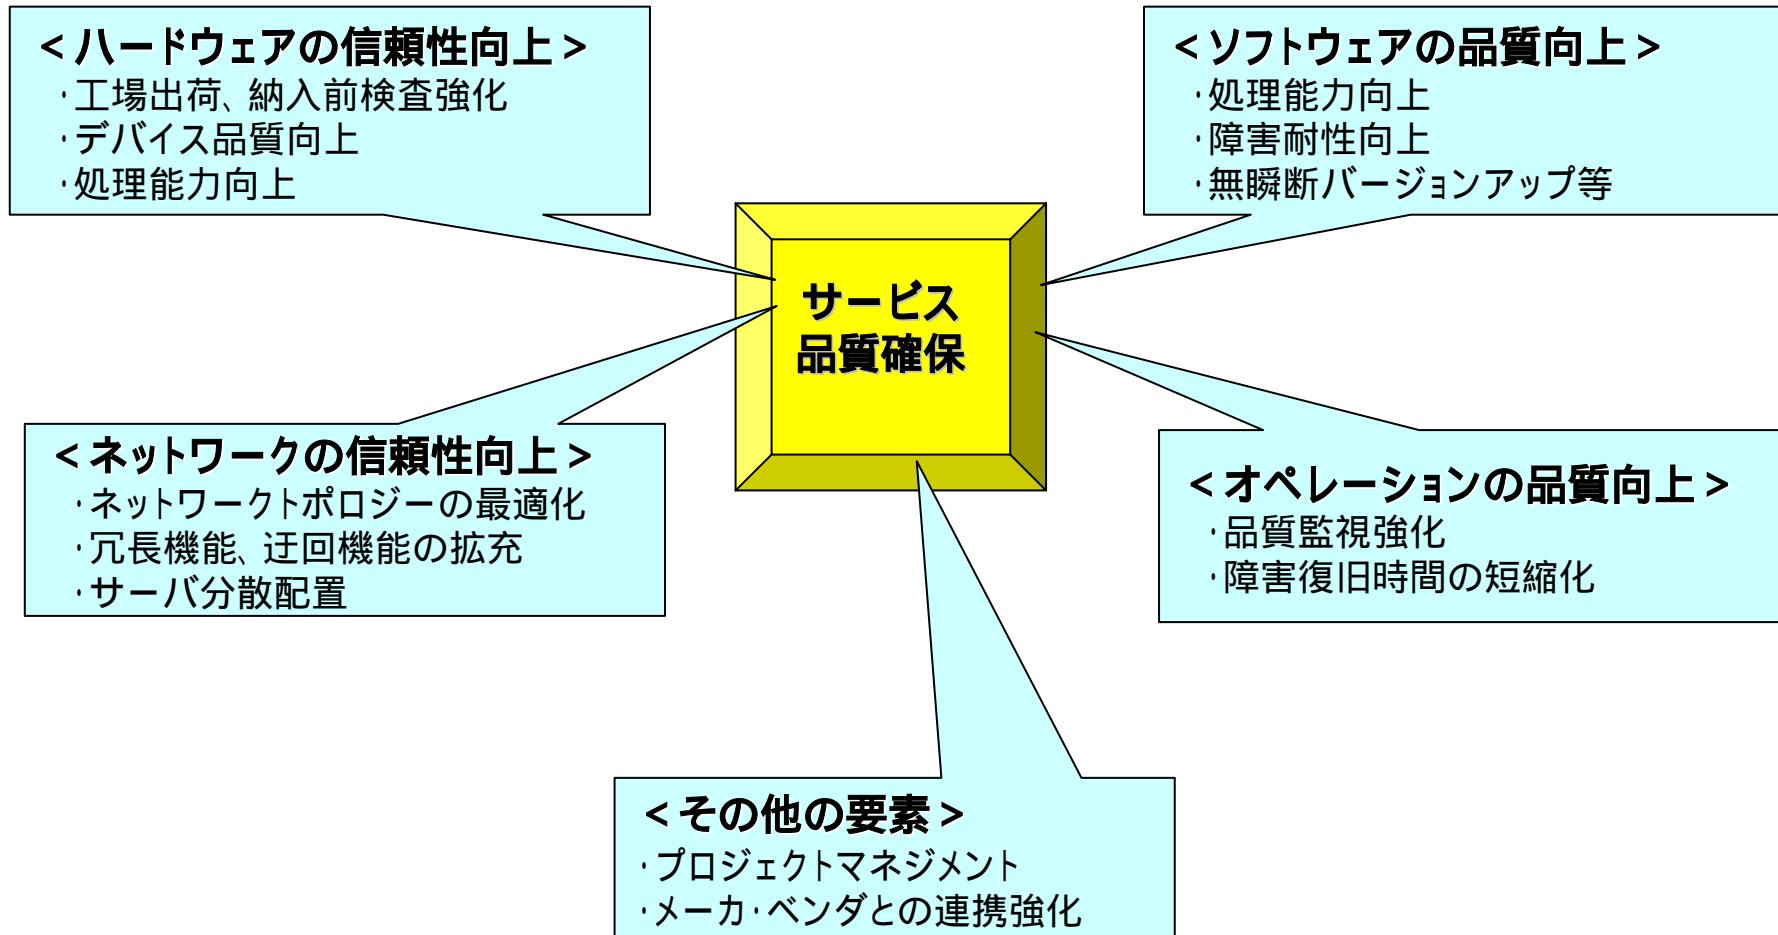 <ハードウェアの信頼性向上>
・工場出荷、納入前検査強化
・デバイス品質向上
・処理能力向上
<ソフトウェアの品質向上>
・処理能力向上
・障害耐性向上
・無瞬断バージョンアップ等
サービス
品質確保
<ネットワークの信頼性向上>
・ネットワークトポロジーの最適化
・冗長機能、迂回機能の拡充
・サーバ分散配置
<オペレーションの品質向上>
・品質監視強化
・障害復旧時間の短縮化
<その他の要素>
・プロジェクトマネジメント
・メーカ・ベンダとの連携強化